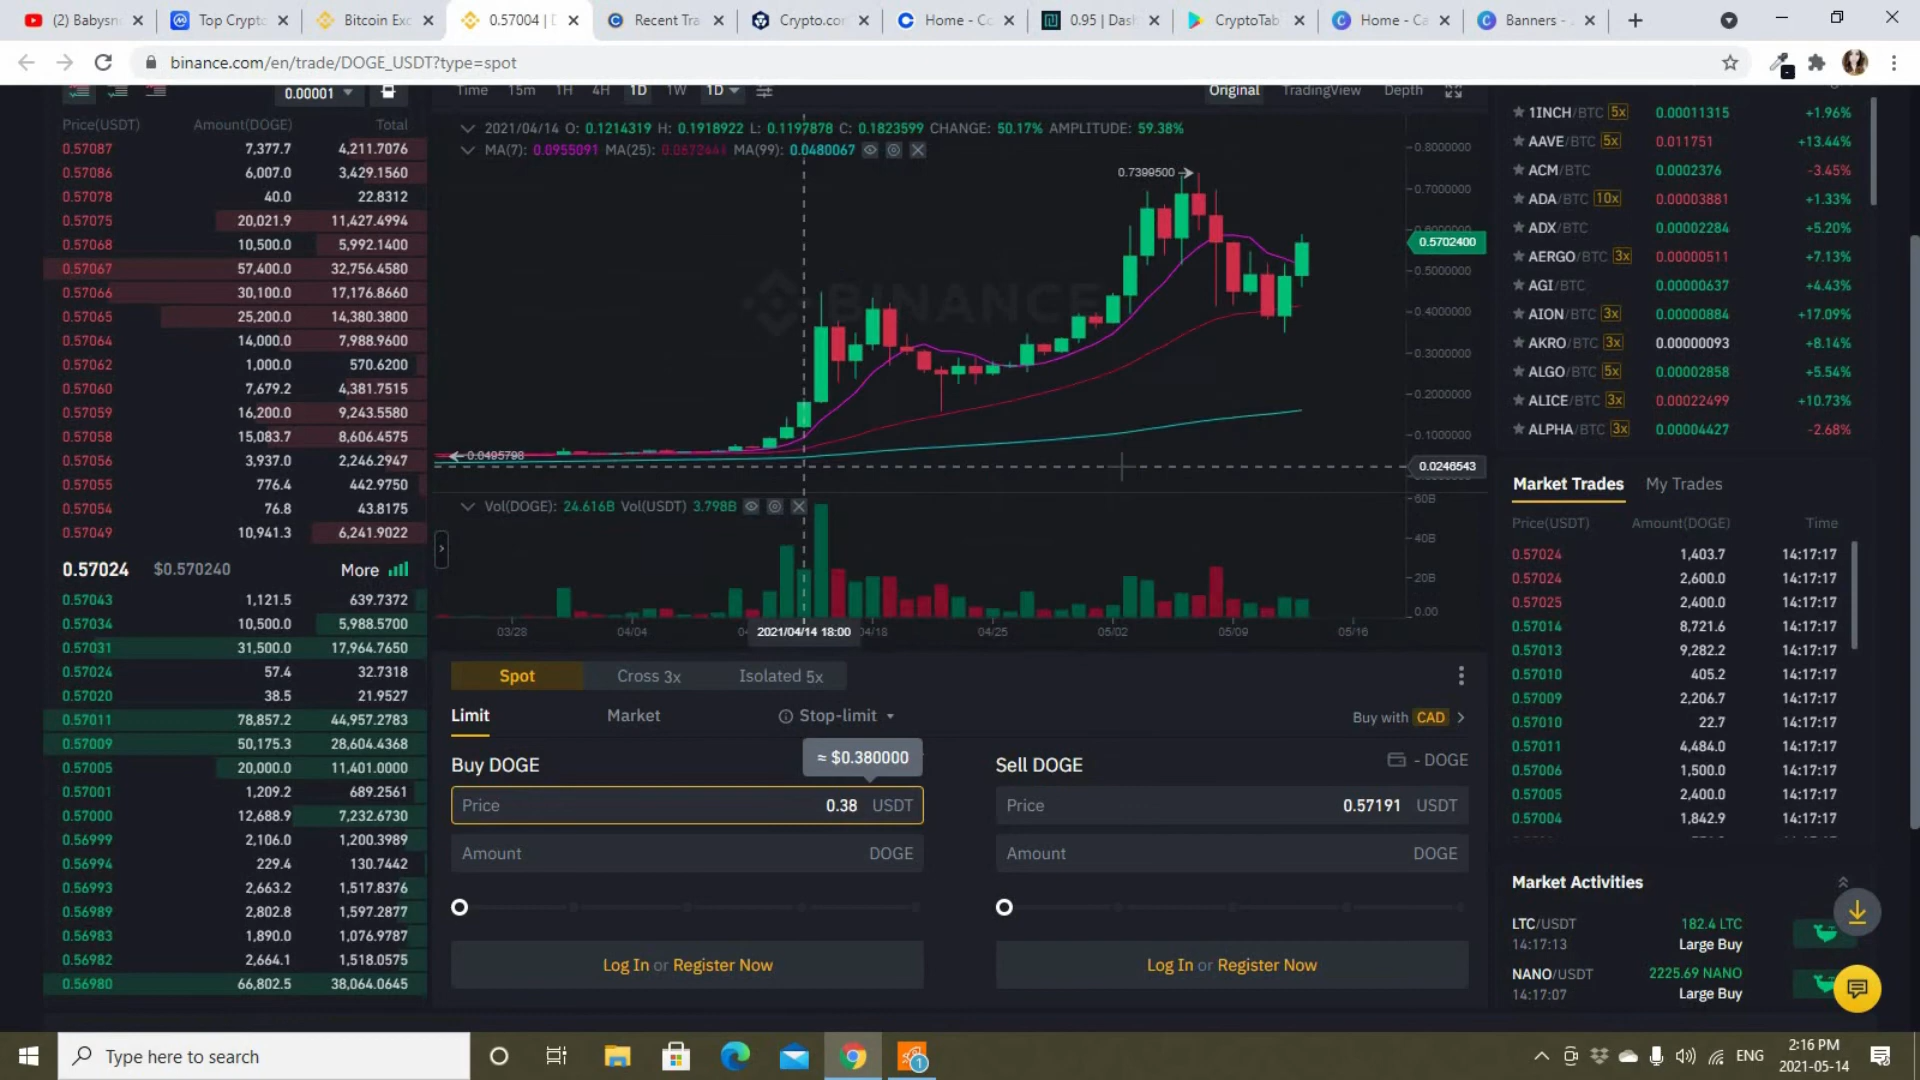 (2) Babysn
Top Crypto
Bitcoin Exc
0.57004 | D
Recent Tra
Crypto.co
Home - Co
0.95 | Dash
CryptoTab
Home - Ca
Banners -
binance.com/en/trade/DOGE_USDT?type=spot
0.00001
Time 15m 1H 4H 1D 1W 1D
Original TradingView Depth
Price(USDT) Amount(DOGE) Total
0.57087 7,377.7 4,211.7076
0.57086 6,007.0 3,429.1560
0.57078 40.0 22.8312
0.57075 20,021.9 11,427.4994
0.57068 10,500.0 5,992.1400
0.57067 57,400.0 32,756.4580
0.57066 30,100.0 17,176.8660
0.57065 25,200.0 14,380.3800
0.57064 14,000.0 7,988.9600
0.57062 1,000.0 570.6200
0.57060 7,679.2 4,381.7515
0.57059 16,200.0 9,243.5580
0.57058 15,083.7 8,606.4575
0.57056 3,937.0 2,246.2947
0.57055 776.4 442.9750
0.57054 76.8 43.8175
0.57049 10,941.3 6,241.9022
0.57024 $0.570240 More
0.57043 1,121.5 639.7372
0.57034 10,500.0 5,988.5700
0.57031 31,500.0 17,964.7650
0.57024 57.4 32.7318
0.57020 38.5 21.9527
0.57011 78,857.2 44,957.2783
0.57009 50,175.3 28,604.4368
0.57005 20,000.0 11,401.0000
0.57001 1,209.2 689.2561
0.57000 12,688.9 7,232.6730
0.56999 2,106.0 1,200.3989
0.56994 229.4 130.7442
0.56993 2,663.2 1,517.8376
0.56989 2,802.8 1,597.2877
0.56983 1,890.0 1,076.9787
0.56982 2,664.1 1,518.0575
0.56980 66,802.5 38,064.0645
2021/04/14 O: 0.1214319 H: 0.1918922 L: 0.1197878 C: 0.1823599 CHANGE: 50.17% AMPLITUDE: 59.38%
MA(7): 0.0955091 MA(25): 0.0672444 MA(99): 0.0480067
0.7399500
BINANCE
0.0495798
0.8000000
0.7000000
0.6000000
0.5702400
0.5000000
0.4000000
0.3000000
0.2000000
0.1000000
0.0246543
Vol(DOGE): 24.616B Vol(USDT) 3.798B
60B
40B
20B
0.00
03/28 04/04 2021/04/14 18:00 04/18 04/25 05/02 05/09 05/16
Spot Cross 3x Isolated 5x
Limit Market Stop-limit
Buy with CAD
≈ $0.380000
Buy DOGE
Price 0.38 USDT
Amount DOGE
Log In or Register Now
Sell DOGE - DOGE
Price 0.57191 USDT
Amount DOGE
Log In or Register Now
1INCH/BTC 5x 0.00011315 +1.96%
AAVE/BTC 5x 0.011751 +13.44%
ACM/BTC 0.0002376 -3.45%
ADA/BTC 10x 0.00003881 +1.33%
ADX/BTC 0.00002284 +5.20%
AERGO/BTC 3x 0.00000511 +7.13%
AGI/BTC 0.00000637 +4.43%
AION/BTC 3x 0.00000884 +17.09%
AKRO/BTC 3x 0.00000093 +8.14%
ALGO/BTC 5x 0.00002858 +5.54%
ALICE/BTC 3x 0.00022499 +10.73%
ALPHA/BTC 3x 0.00004427 -2.68%
Market Trades My Trades
Price(USDT) Amount(DOGE) Time
0.57024 1,403.7 14:17:17
0.57024 2,600.0 14:17:17
0.57025 2,400.0 14:17:17
0.57014 8,721.6 14:17:17
0.57013 9,282.2 14:17:17
0.57010 405.2 14:17:17
0.57009 2,206.7 14:17:17
0.57010 22.7 14:17:17
0.57011 4,484.0 14:17:17
0.57006 1,500.0 14:17:17
0.57005 2,400.0 14:17:17
0.57004 1,842.9 14:17:17
Market Activities
LTC/USDT 182.4 LTC
14:17:13 Large Buy
NANO/USDT 2225.69 NANO
14:17:07 Large Buy
Type here to search
1
ENG
2:16 PM
2021-05-14